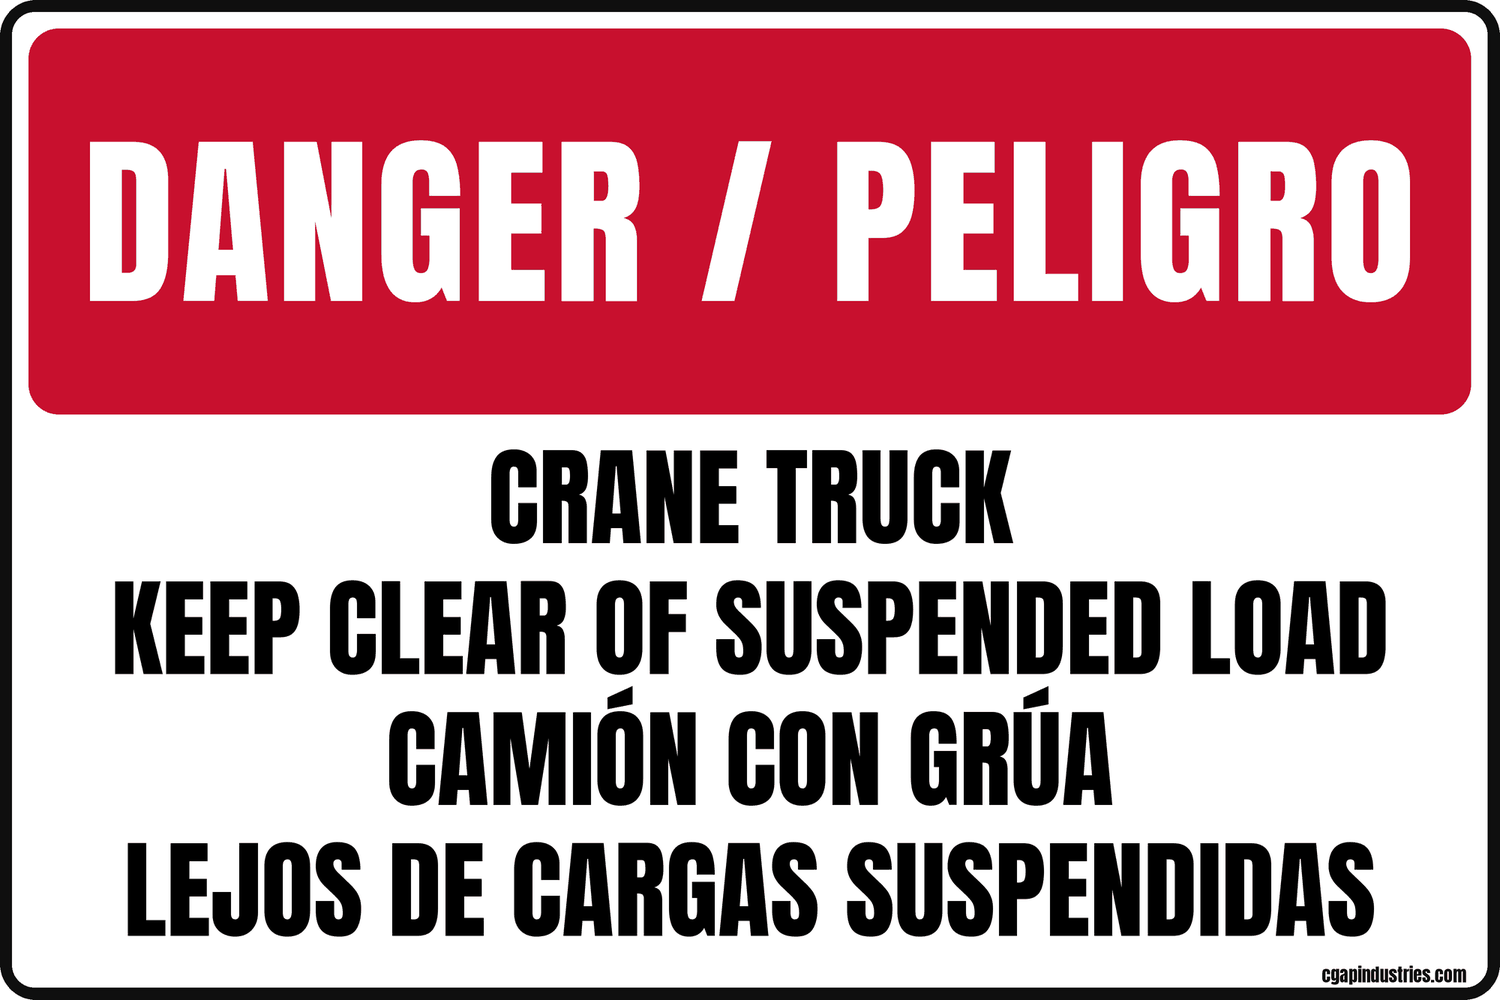 DANGER / PELIGRO
CRANE TRUCK
KEEP CLEAR OF SUSPENDED LOAD
CAMIÓN CON GRÚA
LEJOS DE CARGAS SUSPENDIDAS
cgapindustries.com